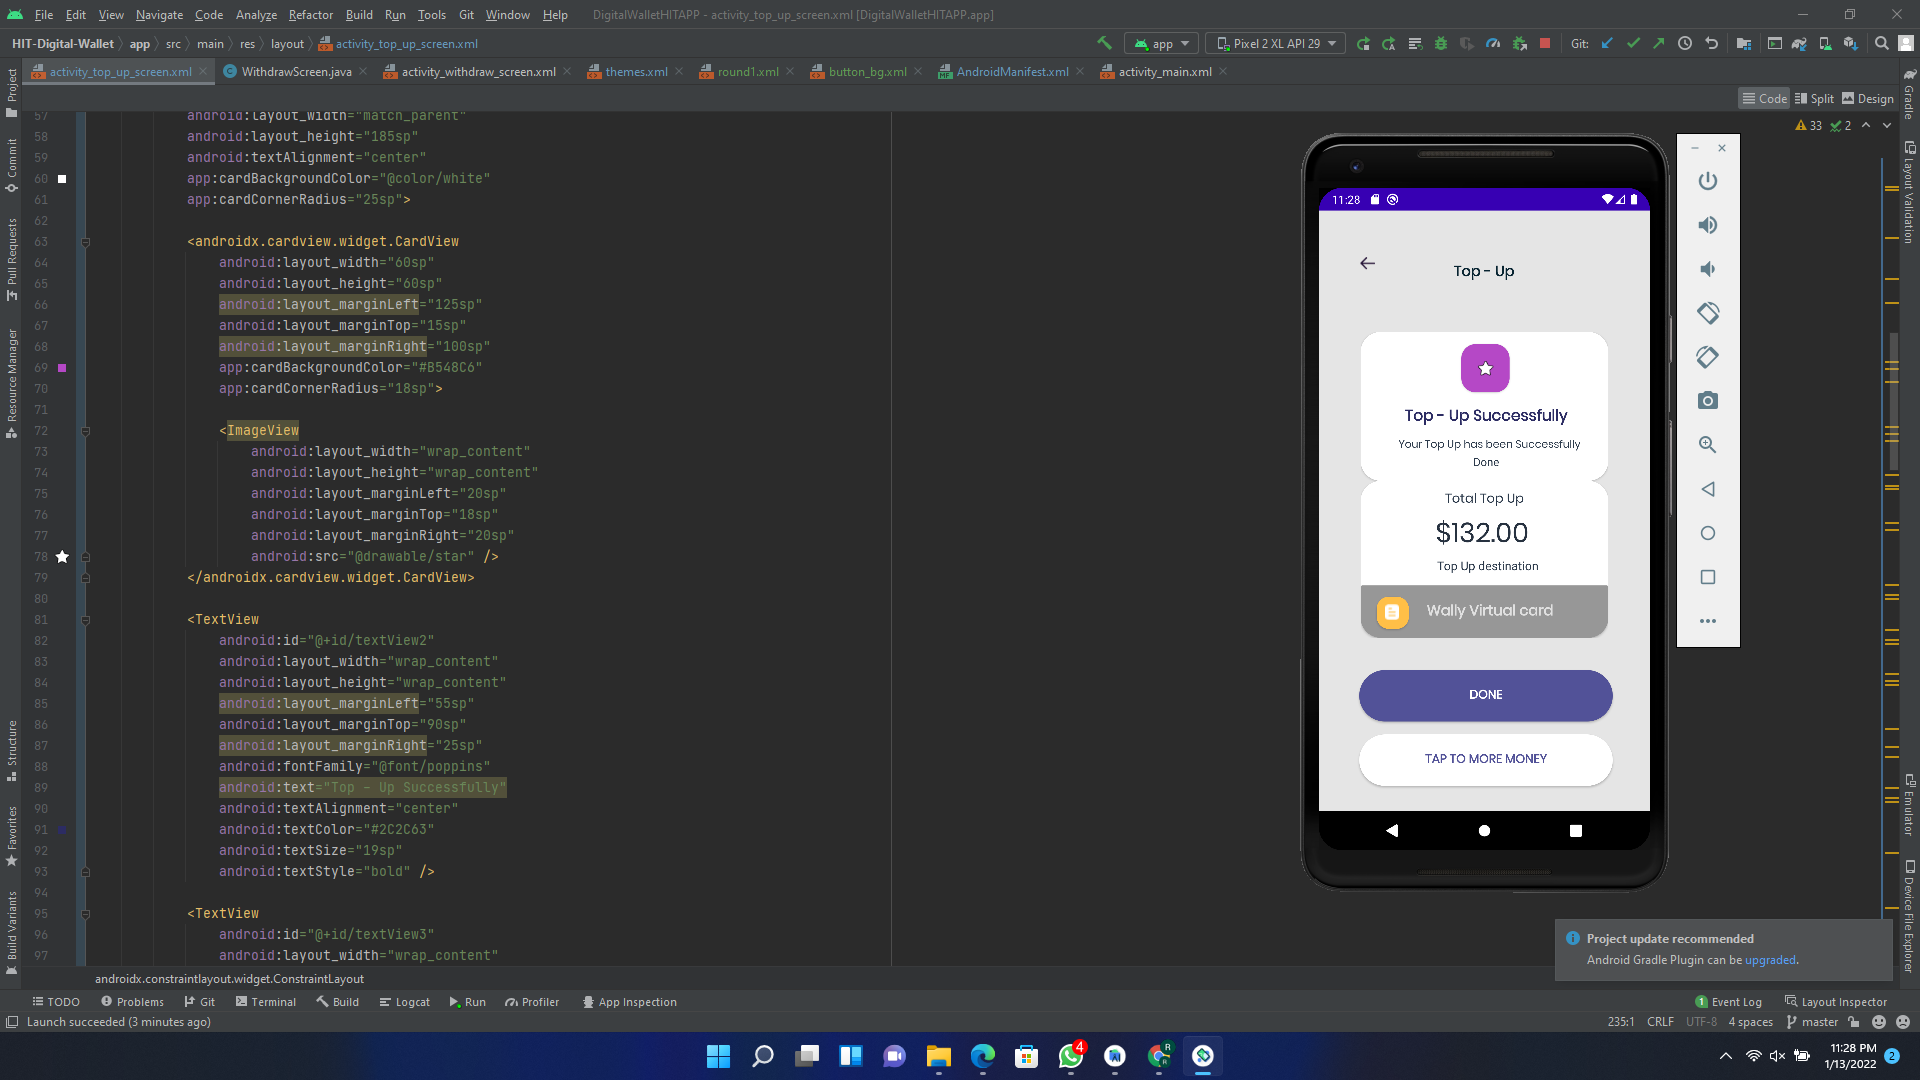 File Edit View Navigate Code Analyze Refactor Build Run Tools Git Window Help DigitalWalletHITAPP - activity_top_up_screen.xml [DigitalWalletHITAPP.app]
HIT-Digital-Wallet app src main res layout activity_top_up_screen.xml app Pixel 2 XL API 29 Git:
activity_top_up_screen.xml WithdrawScreen.java activity_withdraw_screen.xml themes.xml round1.xml button_bg.xml AndroidManifest.xml activity_main.xml
Code Split Design
33 2
Project
Commit
Pull Requests
Resource Manager
Structure
Favorites
Build Variants
57 android:layout_width="match_parent"
58 android:layout_height="185sp"
59 android:textAlignment="center"
60 app:cardBackgroundColor="@color/white"
61 app:cardCornerRadius="25sp">
62
63 <androidx.cardview.widget.CardView
64 android:layout_width="60sp"
65 android:layout_height="60sp"
66 android:layout_marginLeft="125sp"
67 android:layout_marginTop="15sp"
68 android:layout_marginRight="100sp"
69 app:cardBackgroundColor="#B548C6"
70 app:cardCornerRadius="18sp">
71
72 <ImageView
73 android:layout_width="wrap_content"
74 android:layout_height="wrap_content"
75 android:layout_marginLeft="20sp"
76 android:layout_marginTop="18sp"
77 android:layout_marginRight="20sp"
78 android:src="@drawable/star" />
79 </androidx.cardview.widget.CardView>
80
81 <TextView
82 android:id="@+id/textView2"
83 android:layout_width="wrap_content"
84 android:layout_height="wrap_content"
85 android:layout_marginLeft="55sp"
86 android:layout_marginTop="90sp"
87 android:layout_marginRight="25sp"
88 android:fontFamily="@font/poppins"
89 android:text="Top - Up Successfully"
90 android:textAlignment="center"
91 android:textColor="#2C2C63"
92 android:textSize="19sp"
93 android:textStyle="bold" />
94
95 <TextView
96 android:id="@+id/textView3"
97 android:layout_width="wrap_content"
11:28
Top - Up
Top - Up Successfully
Your Top Up has been Successfully
Done
Total Top Up
$132.00
Top Up destination
Wally Virtual card
DONE
TAP TO MORE MONEY
Gradle
Layout Validation
Emulator
Device File Explorer
Project update recommended
Android Gradle Plugin can be upgraded.
androidx.constraintlayout.widget.ConstraintLayout
TODO Problems Git Terminal Build Logcat Run Profiler App Inspection 1 Event Log Layout Inspector
Launch succeeded (3 minutes ago) 235:1 CRLF UTF-8 4 spaces master
4
R
R
11:28 PM
1/13/2022
2